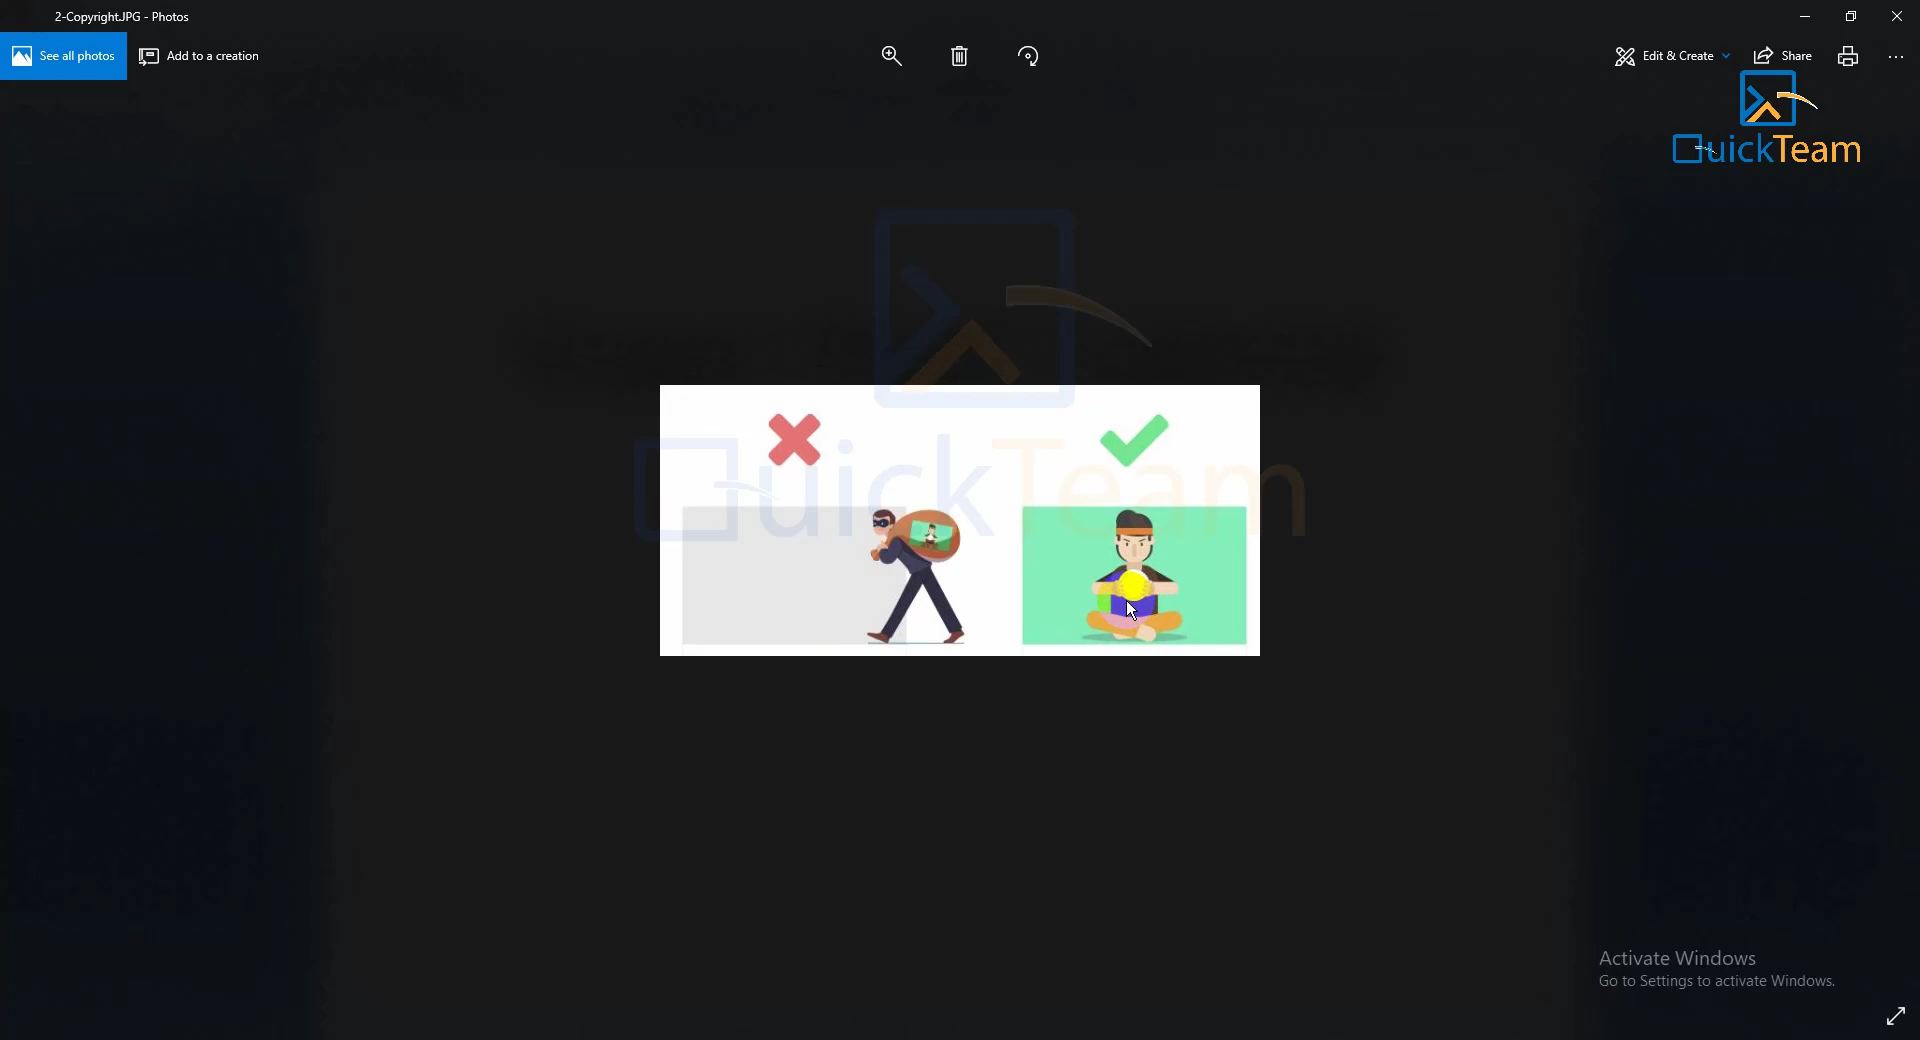 2-Copyright.JPG - Photos
See all photos
Add to a creation
Edit & Create
Share
QuickTeam
QuickTeam
Activate Windows
Go to Settings to activate Windows.